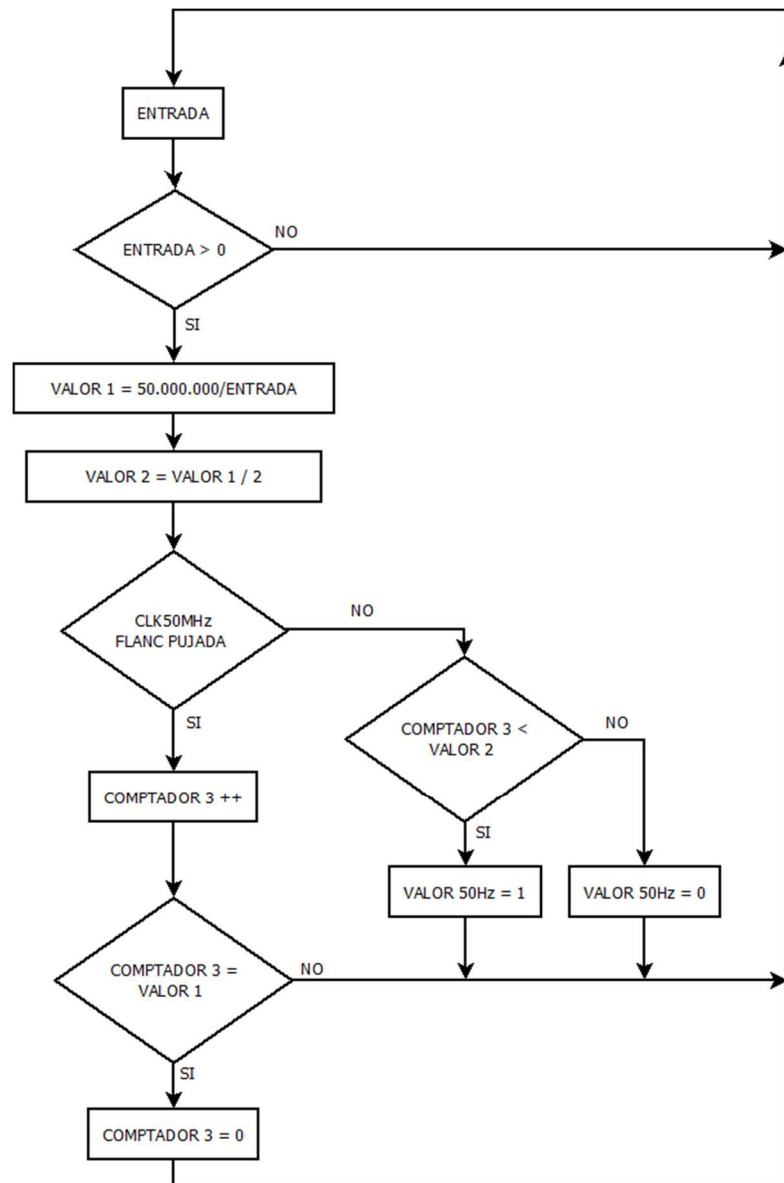 ENTRADA
ENTRADA > 0
NO
SI
VALOR 1 = 50.000.000/ENTRADA
VALOR 2 = VALOR 1 / 2
CLK50MHz
FLANC PUJADA
NO
SI
COMPTADOR 3 <
VALOR 2
NO
SI
COMPTADOR 3 ++
VALOR 50Hz = 1
VALOR 50Hz = 0
COMPTADOR 3 =
VALOR 1
NO
SI
COMPTADOR 3 = 0